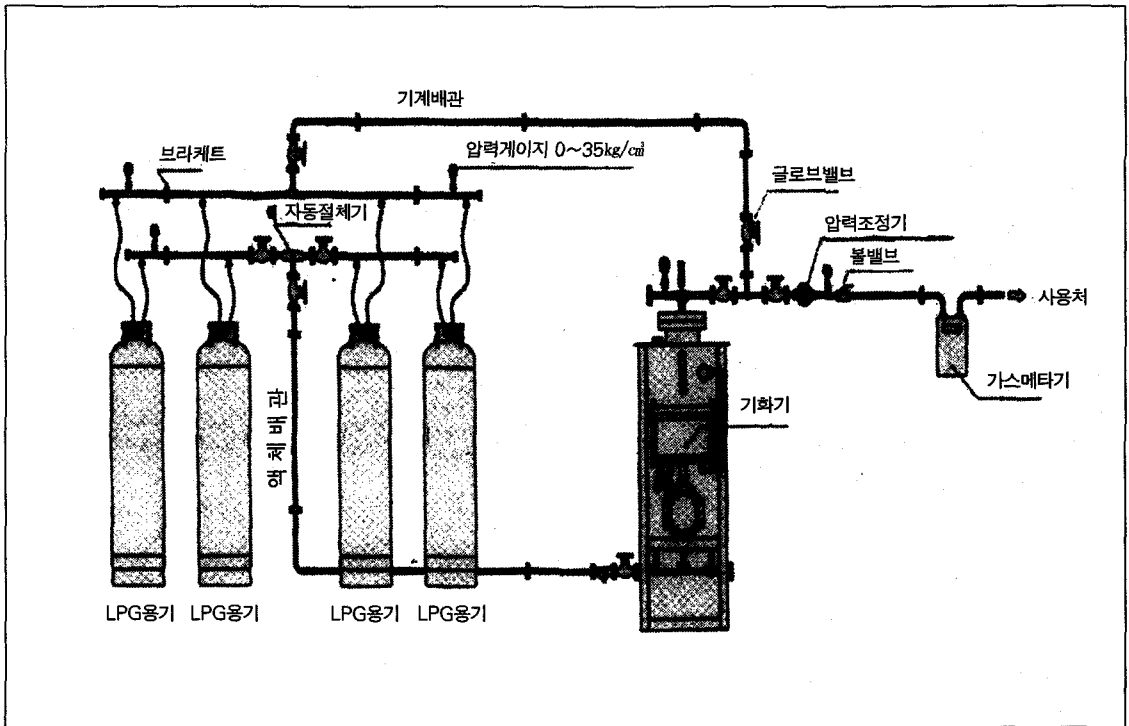 기계배관
브라케트
압력게이지 0~35kg/㎠
글로브밸브
자동절체기
압력조정기
볼밸브
사용처
가스메타기
기화기
액체배관
LPG용기 LPG용기 LPG용기 LPG용기